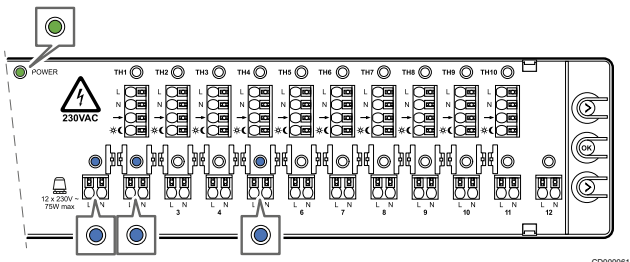 POWER
TH1 TH2 TH3 TH4 TH5 TH6 TH7 TH8 TH9 TH10
230VAC
L L L L L L L L L L
N N N N N N N N N N
12 x 230V ~
75W max
L N L N L N L N L N L N L N L N L N L N L N L N
3 4 6 7 8 9 10 11 12
OK
CD000061